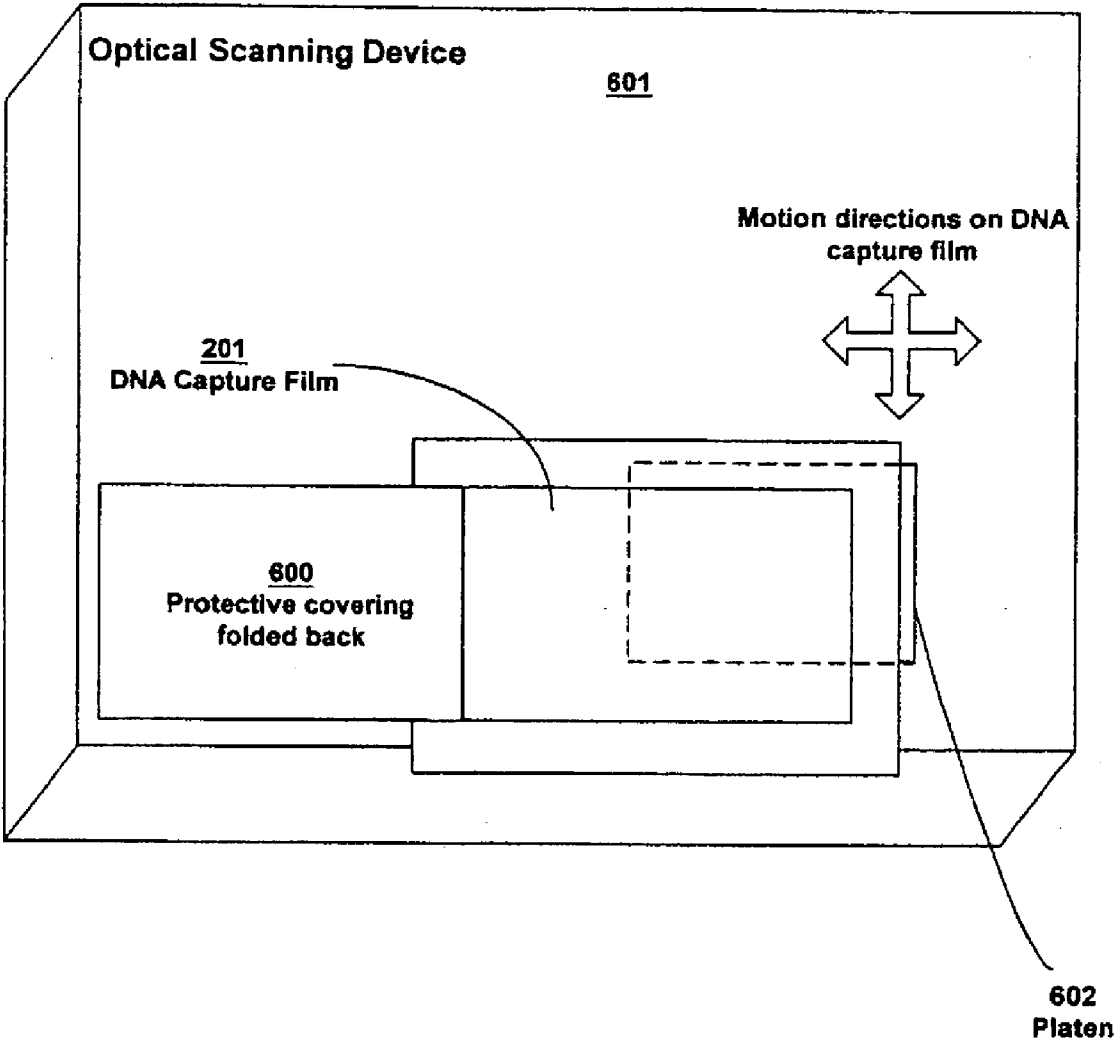 Optical Scanning Device
601
Motion directions on DNA
capture film
201
DNA Capture Film
600
Protective covering
folded back
602
Platen